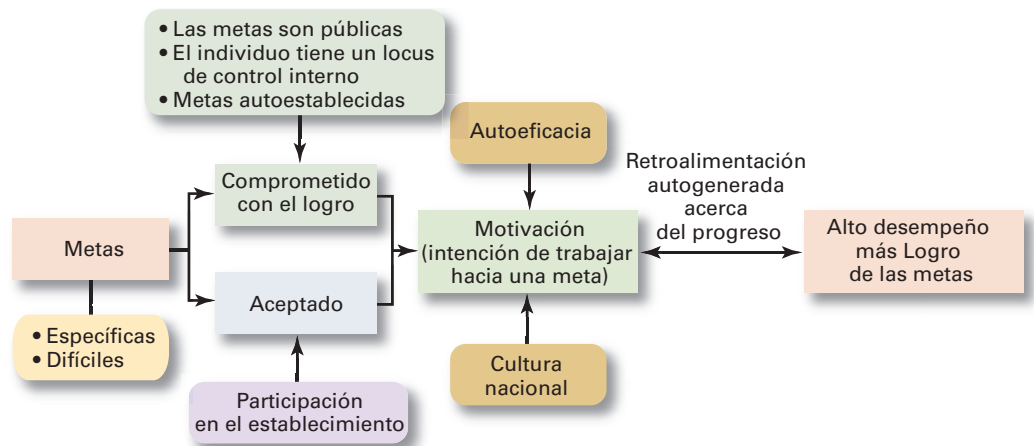 • Las metas son públicas
• El individuo tiene un locus
de control interno
• Metas autoestablecidas
Autoeficacia
Comprometido
con el logro
Retroalimentación
autogenerada
acerca
del progreso
Metas
Motivación
(intención de trabajar
hacia una meta)
Alto desempeño
más Logro
de las metas
Aceptado
• Específicas
• Difíciles
Cultura
nacional
Participación
en el establecimiento